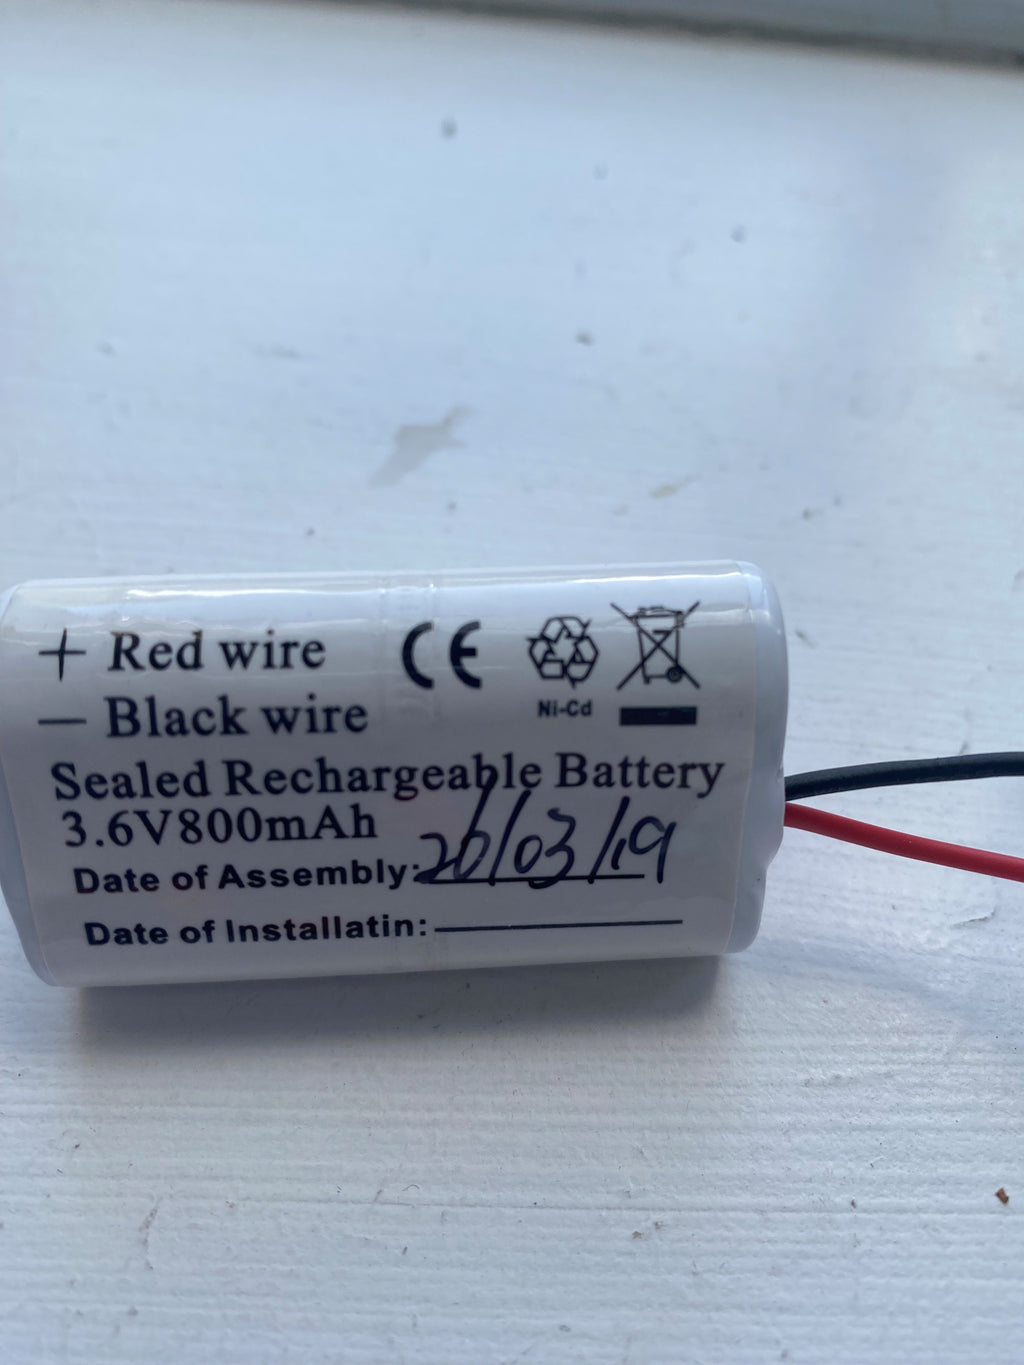 + Red wire
CE
Ni-Cd
— Black wire
Sealed Rechargeable Battery
3.6V800mAh
Date of Assembly: 26/03/19
Date of Installatin: